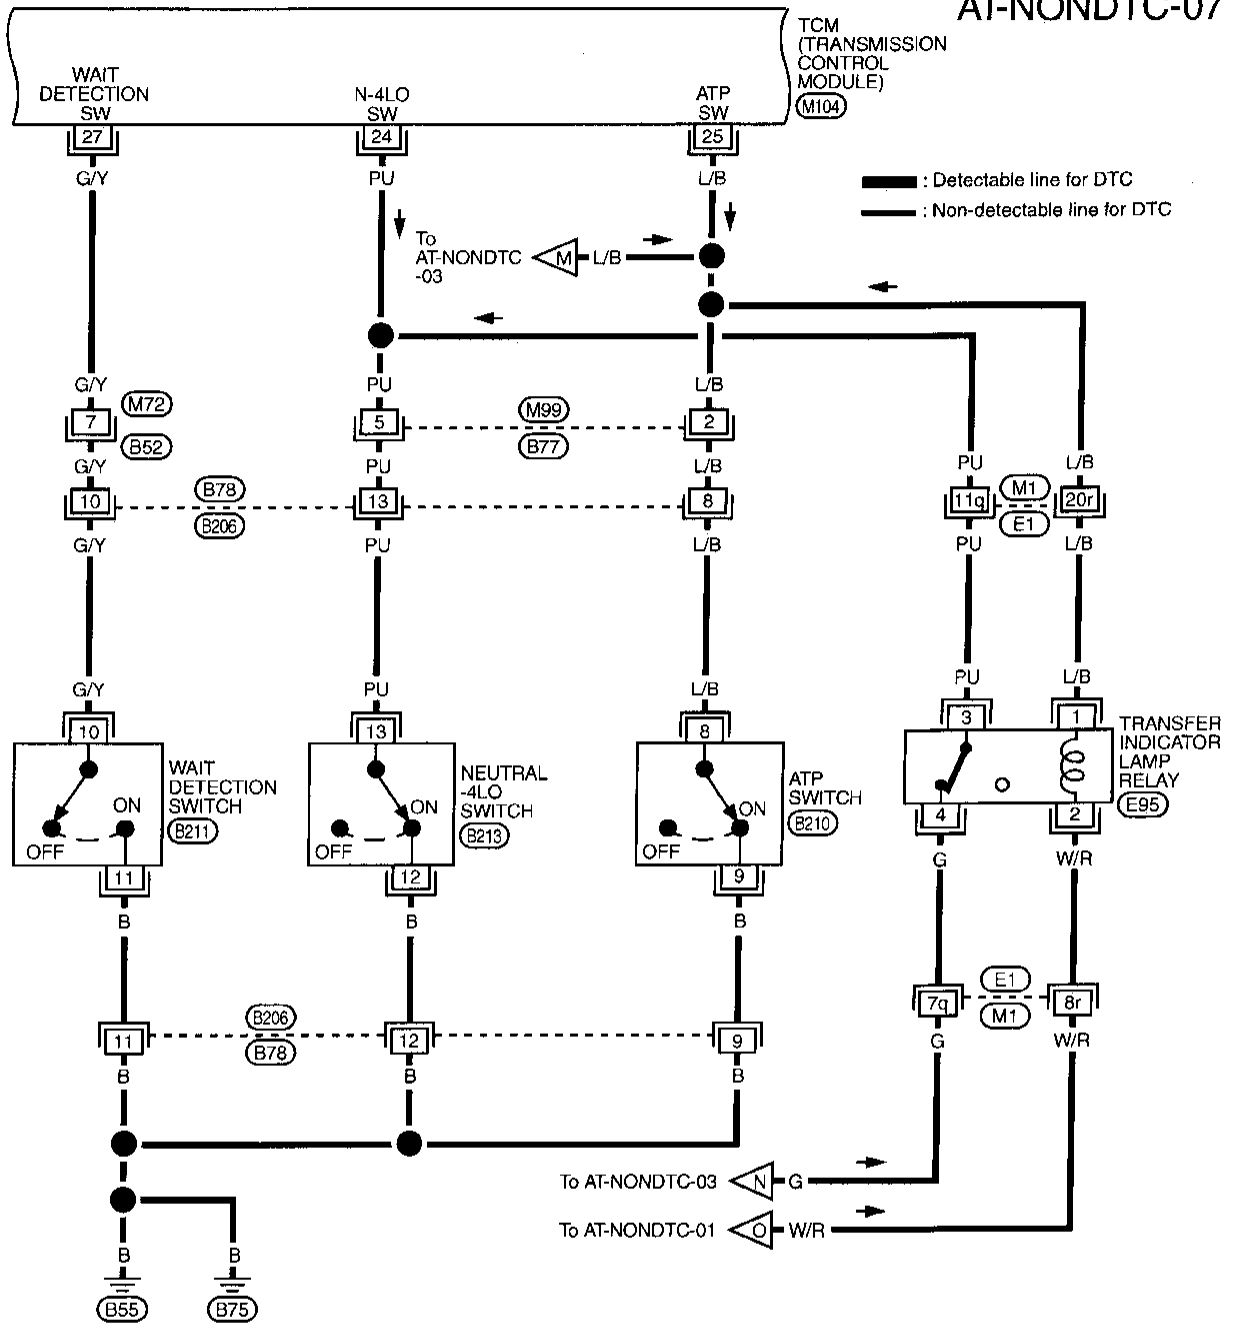 AT-NONDTC-07
TCM
(TRANSMISSION
CONTROL
MODULE)
M104
WAIT
DETECTION
SW
N-4LO
SW
ATP
SW
27
24
25
G/Y
PU
L/B
: Detectable line for DTC
: Non-detectable line for DTC
To
AT-NONDTC
-03
M
L/B
G/Y
PU
L/B
7
M72
B52
5
M99
B77
2
G/Y
PU
L/B
PU
L/B
10
B78
B206
13
8
11q
M1
E1
20r
G/Y
PU
L/B
PU
L/B
G/Y
PU
L/B
PU
L/B
10
13
8
3
1
WAIT
DETECTION
SWITCH
B211
ON
OFF
NEUTRAL
-4LO
SWITCH
B213
ON
OFF
ATP
SWITCH
B210
ON
OFF
TRANSFER
INDICATOR
LAMP
RELAY
E95
4
2
11
12
9
G
W/R
B
B
B
7q
E1
M1
8r
G
W/R
11
B206
B78
12
9
B
B
B
To AT-NONDTC-03
N
G
To AT-NONDTC-01
O
W/R
B
B
B55
B75